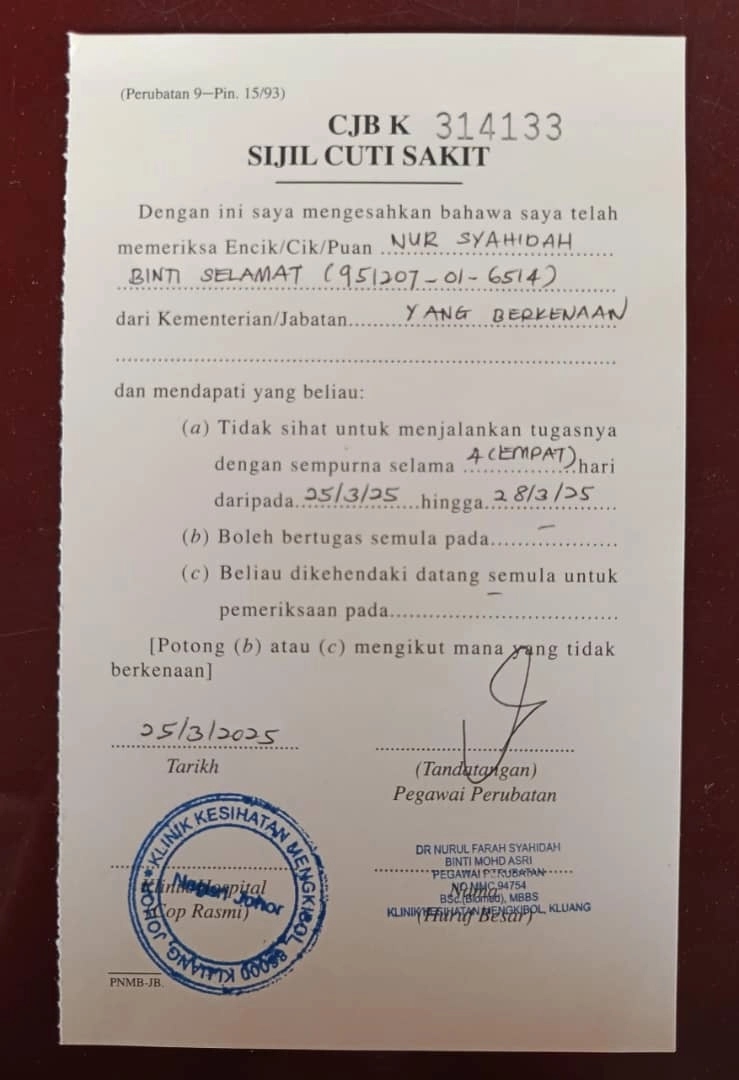 (Perubatan 9—Pin. 15/93)
CJB K 314133
SIJIL CUTI SAKIT
Dengan ini saya mengesahkan bahawa saya telah
memeriksa Encik/Cik/Puan NUR SYAHIDAH
BINTI SELAMAT (951207-01-6514)
dari Kementerian/Jabatan YANG BERKENAAN
dan mendapati yang beliau:
(a) Tidak sihat untuk menjalankan tugasnya
dengan sempurna selama 4 (EMPAT) hari
daripada 25/3/25 hingga 28/3/25
(b) Boleh bertugas semula pada –
(c) Beliau dikehendaki datang semula untuk
pemeriksaan pada –
[Potong (b) atau (c) mengikut mana yang tidak
berkenaan]
25/3/2025
Tarikh
(Tandatangan)
Pegawai Perubatan
KLINIK KESIHATAN MENGKIBOL, 86000 KLUANG, JOHOR
Negeri Johor
Klinik/Hospital
(Cop Rasmi)
DR NURUL FARAH SYAHIDAH
BINTI MOHD ASRI
PEGAWAI PERUBATAN
NO MMC 94754
BSc.(Biomed), MBBS
KLINIK KESIHATAN MENGKIBOL, KLUANG
Nama
(Huruf Besar)
PNMB-JB.